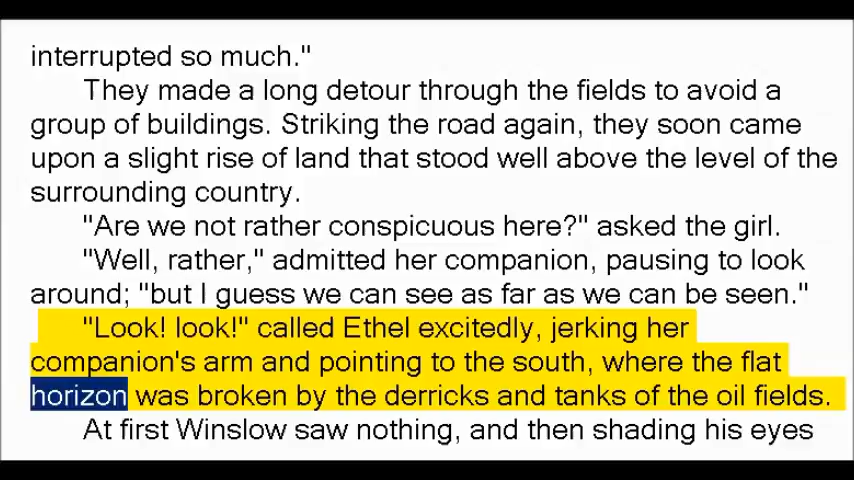 interrupted so much."
They made a long detour through the fields to avoid a
group of buildings. Striking the road again, they soon came
upon a slight rise of land that stood well above the level of the
surrounding country.
"Are we not rather conspicuous here?" asked the girl.
"Well, rather," admitted her companion, pausing to look
around; "but I guess we can see as far as we can be seen."
"Look! look!" called Ethel excitedly, jerking her
companion's arm and pointing to the south, where the flat
horizon was broken by the derricks and tanks of the oil fields.
At first Winslow saw nothing, and then shading his eyes